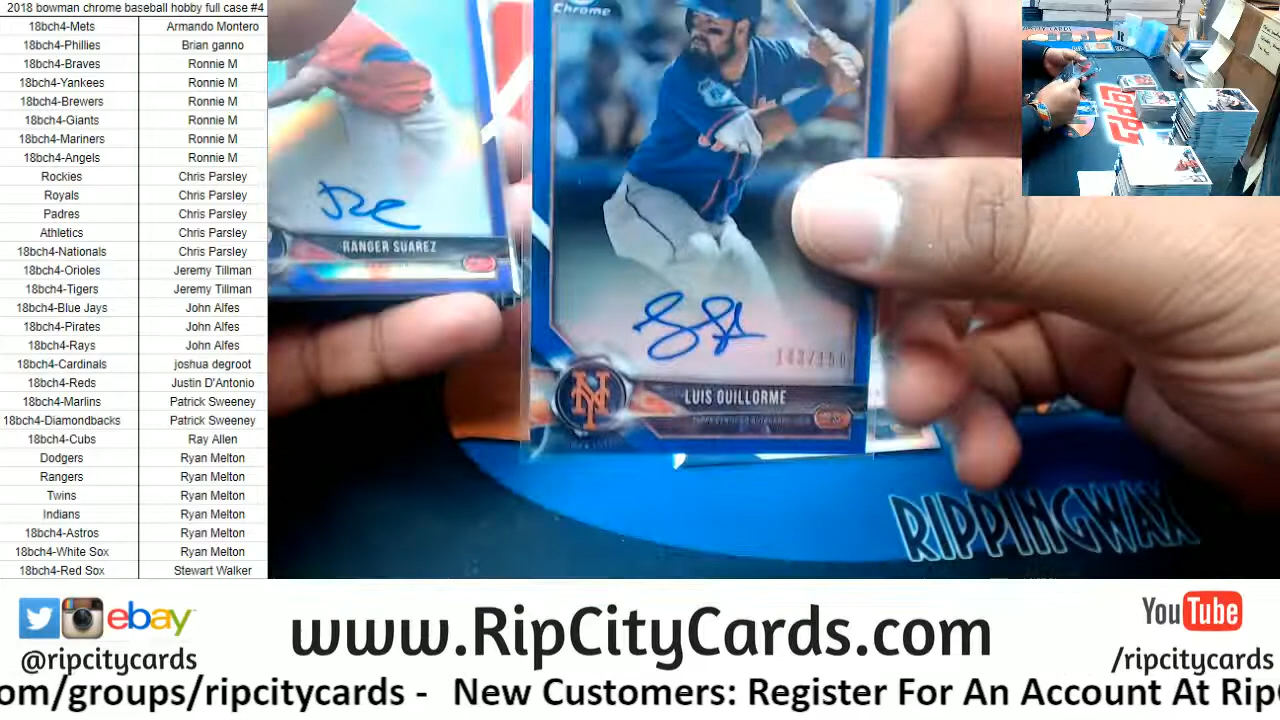 2018 bowman chrome baseball hobby full case #4
18bch4-Mets Armando Montero
18bch4-Phillies Brian ganno
18bch4-Braves Ronnie M
18bch4-Yankees Ronnie M
18bch4-Brewers Ronnie M
18bch4-Giants Ronnie M
18bch4-Mariners Ronnie M
18bch4-Angels Ronnie M
Rockies Chris Parsley
Royals Chris Parsley
Padres Chris Parsley
Athletics Chris Parsley
18bch4-Nationals Chris Parsley
18bch4-Orioles Jeremy Tillman
18bch4-Tigers Jeremy Tillman
18bch4-Blue Jays John Alfes
18bch4-Pirates John Alfes
18bch4-Rays John Alfes
18bch4-Cardinals joshua degroot
18bch4-Reds Justin D'Antonio
18bch4-Marlins Patrick Sweeney
18bch4-Diamondbacks Patrick Sweeney
18bch4-Cubs Ray Allen
Dodgers Ryan Melton
Rangers Ryan Melton
Twins Ryan Melton
Indians Ryan Melton
18bch4-Astros Ryan Melton
18bch4-White Sox Ryan Melton
18bch4-Red Sox Stewart Walker
Chrome
RANGER SUAREZ
NY
LUIS GUILLORME
RIPPINGWAX
Topps
ebay
@ripcitycards
www.RipCityCards.com
YouTube
/ripcitycards
om/groups/ripcitycards - New Customers: Register For An Account At Rip